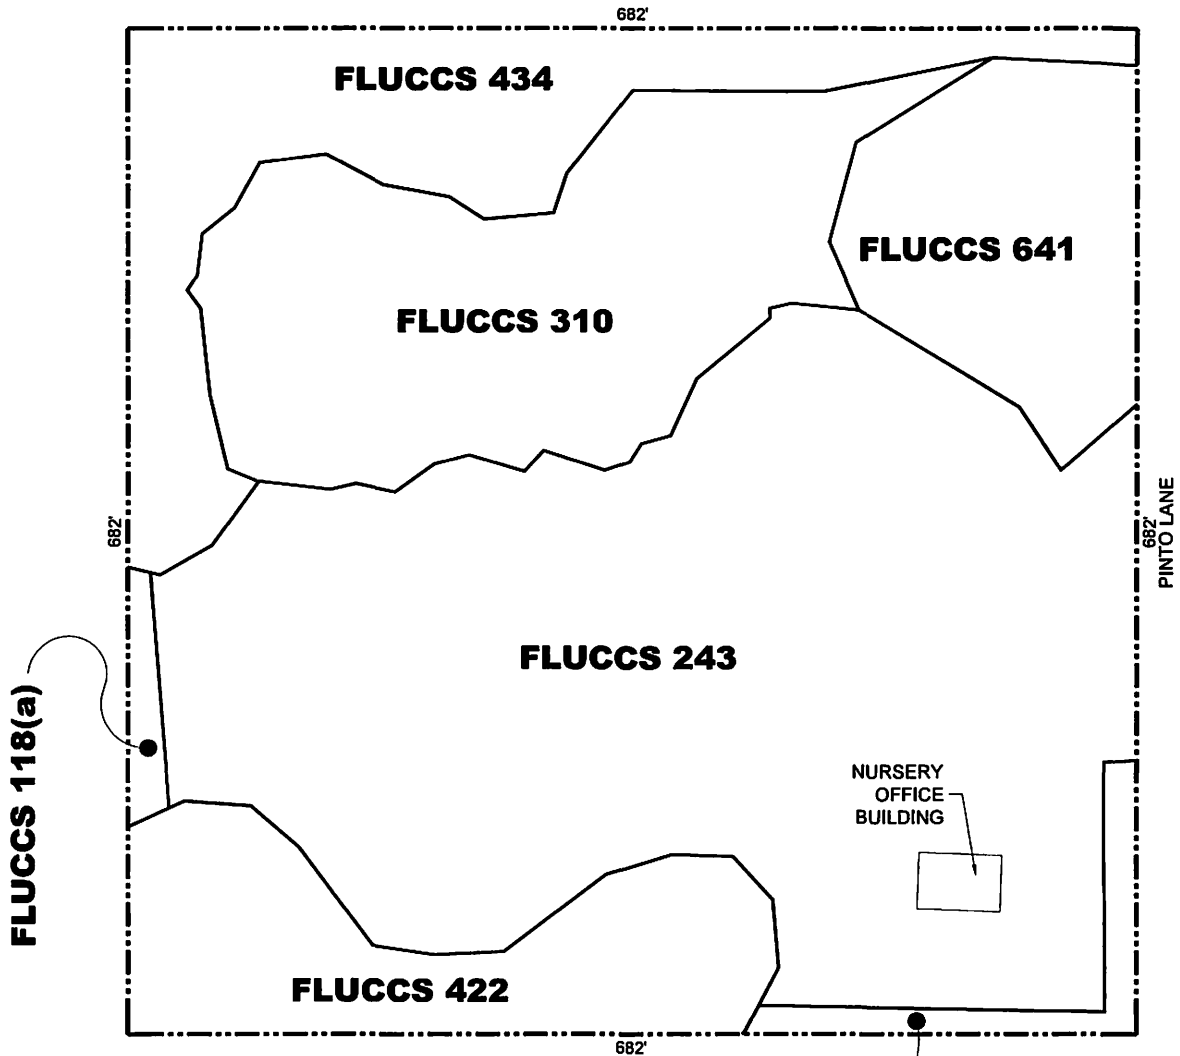 682'
FLUCCS 434
FLUCCS 641
FLUCCS 310
682'
682'
PINTO LANE
FLUCCS 243
FLUCCS 118(a)
NURSERY
OFFICE
BUILDING
FLUCCS 422
682'